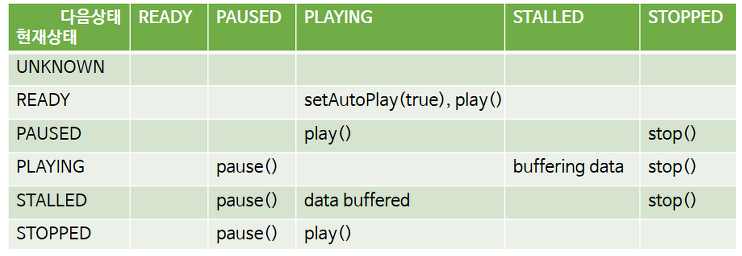 다음상태 READY PAUSED PLAYING STALLED STOPPED
현재상태
UNKNOWN
READY setAutoPlay(true), play()
PAUSED play() stop()
PLAYING pause() buffering data stop()
STALLED pause() data buffered stop()
STOPPED pause() play()